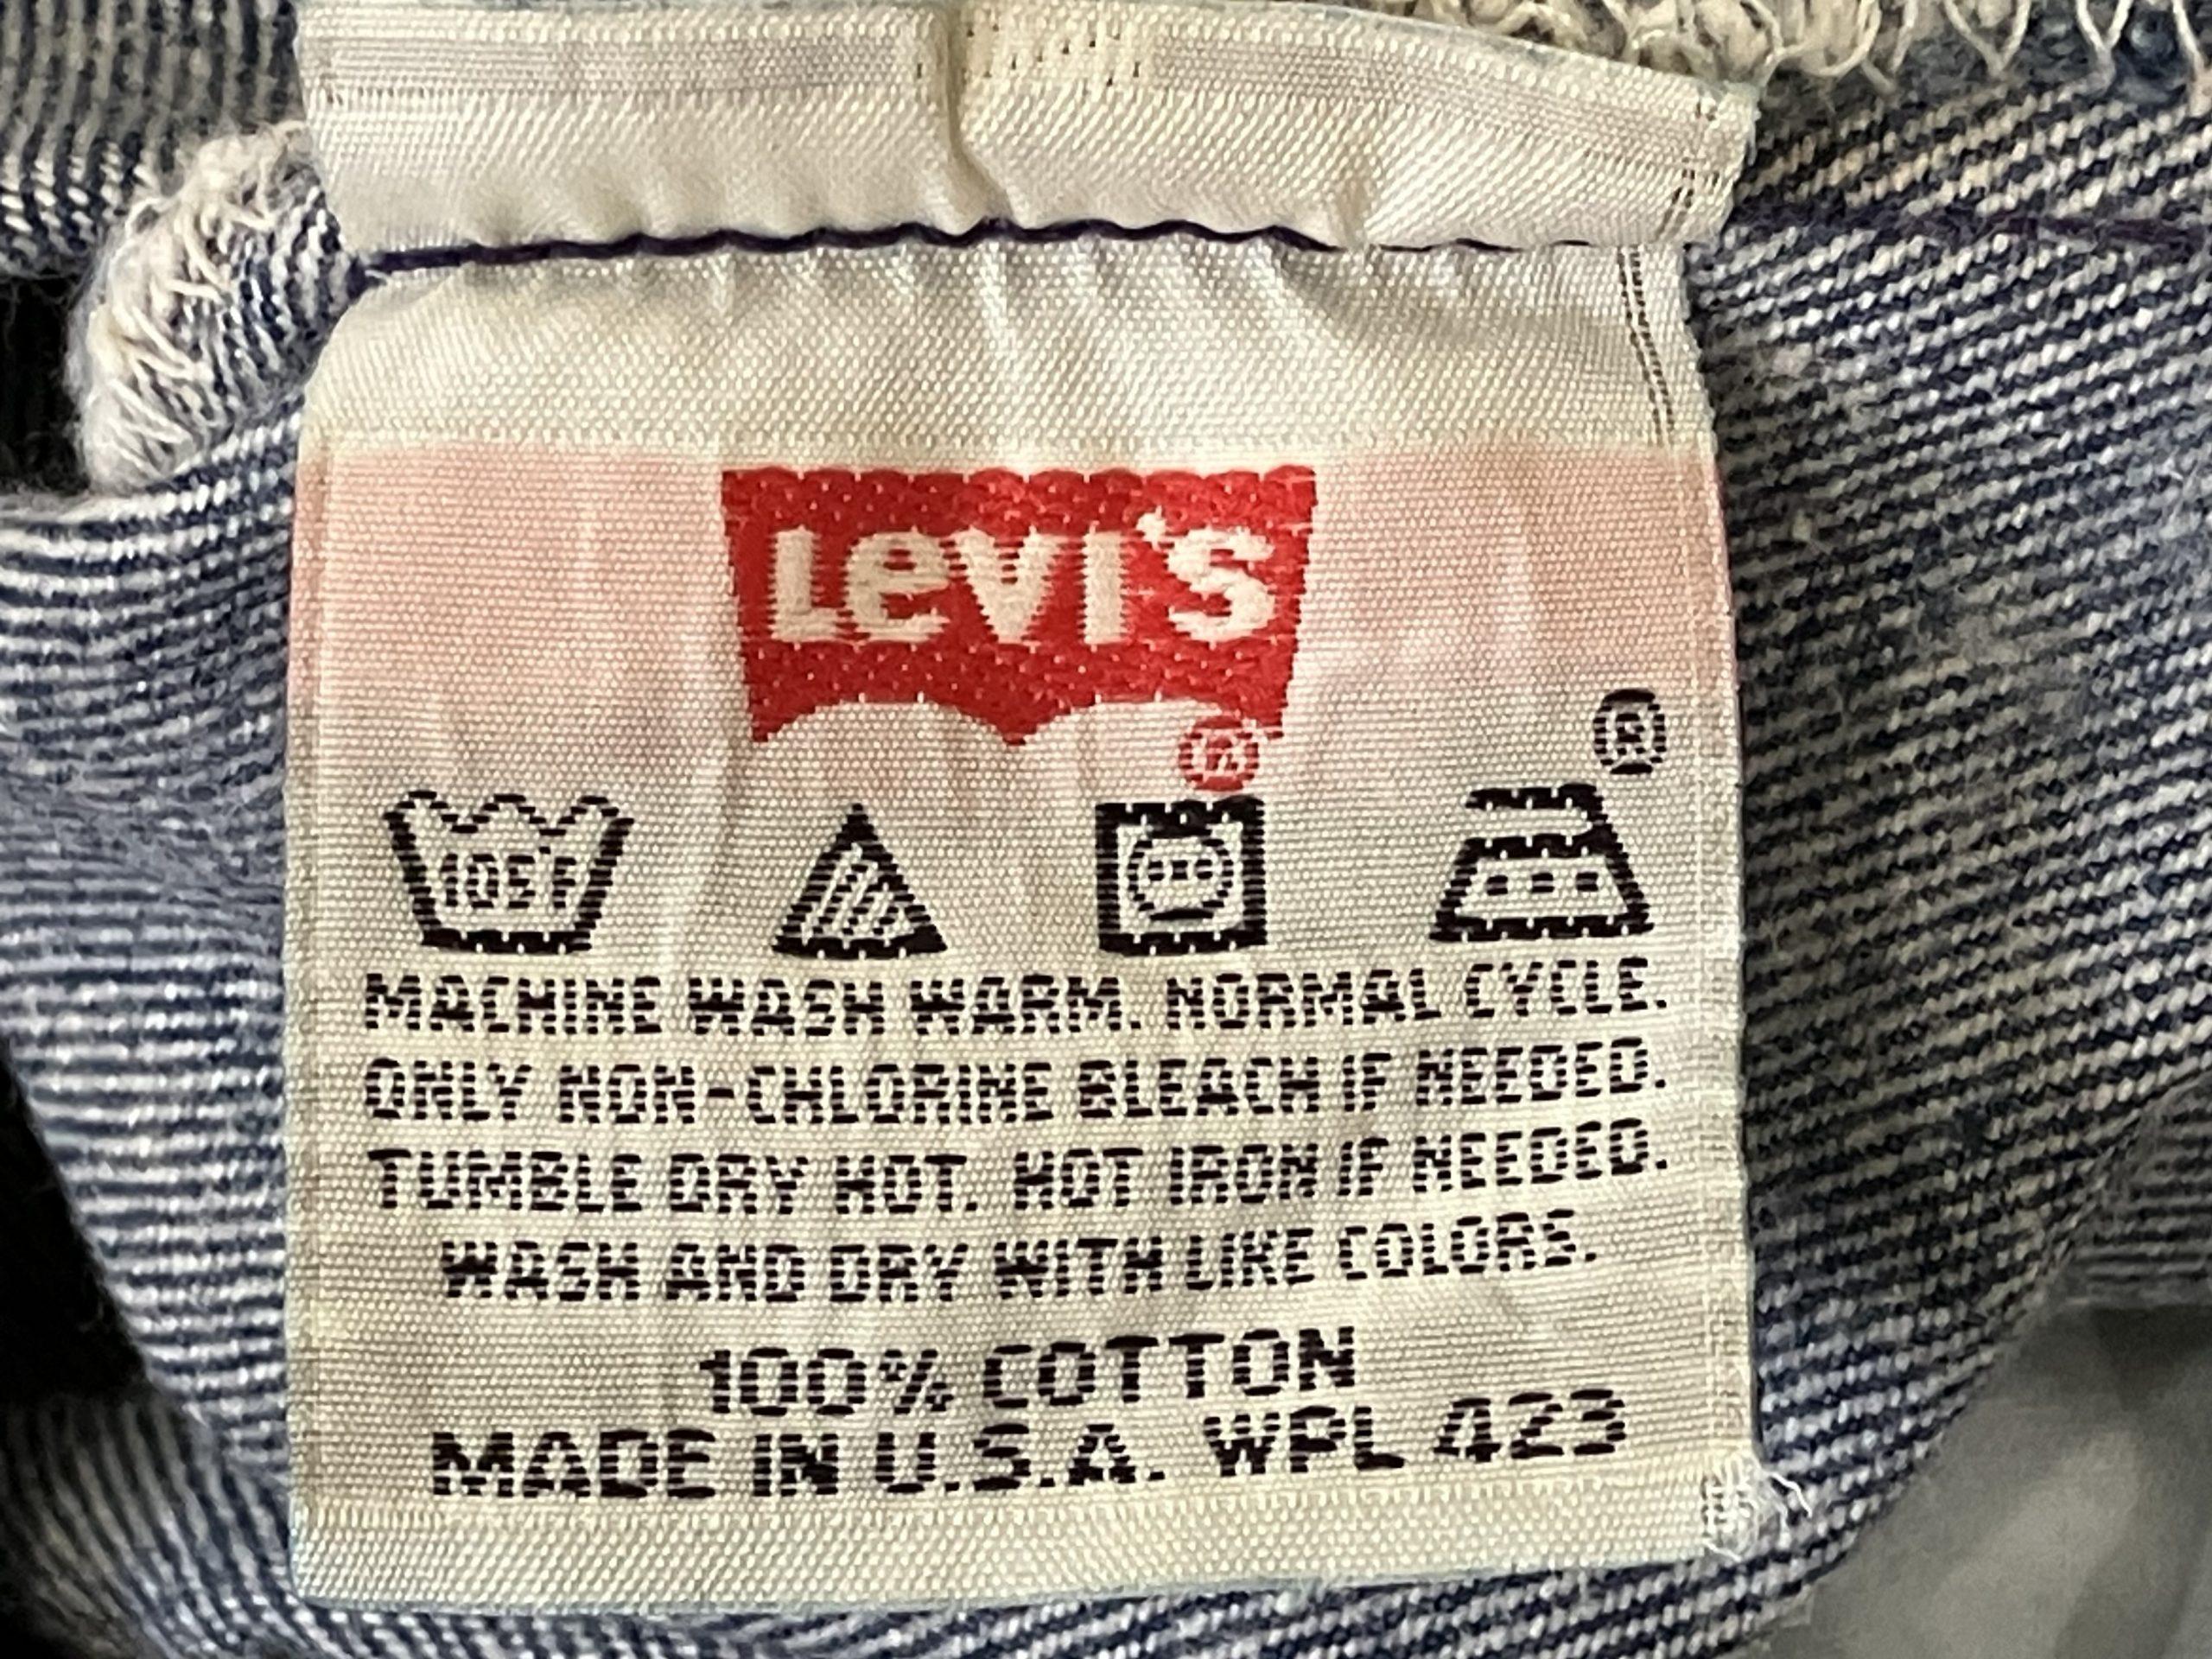 LeVI'S
®
®
105°F
MACHINE WASH WARM. NORMAL CYCLE.
ONLY NON-CHLORINE BLEACH IF NEEDED.
TUMBLE DRY HOT. HOT IRON IF NEEDED.
WASH AND DRY WITH LIKE COLORS.
100% COTTON
MADE IN U.S.A. WPL 423